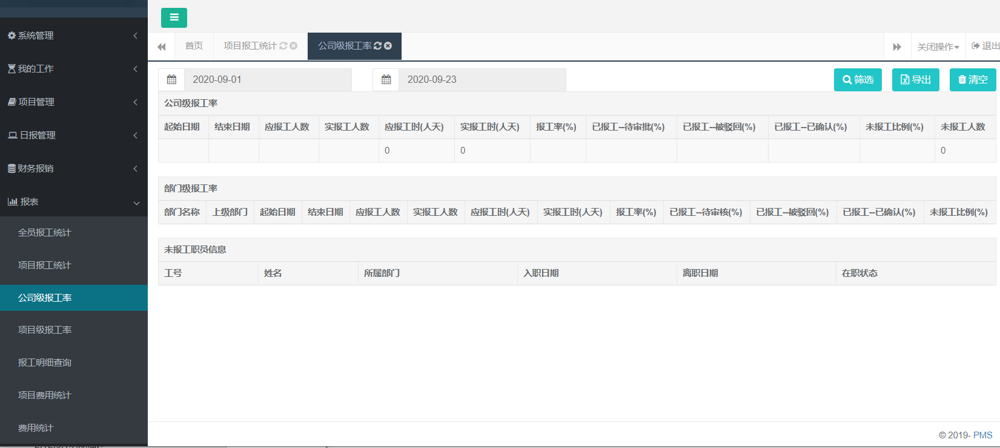 系统管理
我的工作
项目管理
日报管理
财务报销
报表
全员报工统计
项目报工统计
公司级报工率
项目级报工率
报工明细查询
项目费用统计
费用统计
首页 项目报工统计 公司级报工率 关闭操作 退出
2020-09-01 2020-09-23 筛选 导出 清空
公司级报工率
起始日期 结束日期 应报工人数 实报工人数 应报工时(人天) 实报工时(人天) 报工率(%) 已报工--待审批(%) 已报工--被驳回(%) 已报工--已确认(%) 未报工比例(%) 未报工人数
0 0 0
部门级报工率
部门名称 上级部门 起始日期 结束日期 应报工人数 实报工人数 应报工时(人天) 实报工时(人天) 报工率(%) 已报工--待审核(%) 已报工--被驳回(%) 已报工--已确认(%) 未报工比例(%)
未报工职员信息
工号 姓名 所属部门 入职日期 离职日期 在职状态
© 2019- PMS